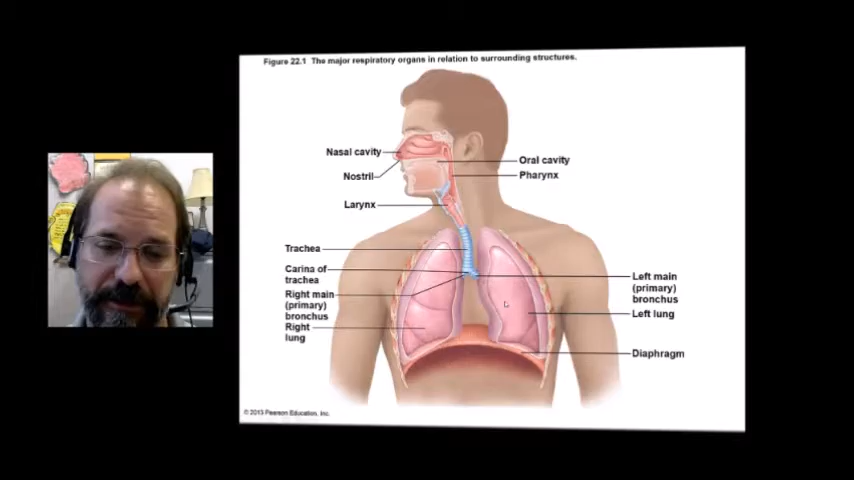 Figure 22.1 The major respiratory organs in relation to surrounding structures.
Nasal cavity
Oral cavity
Nostril
Pharynx
Larynx
Trachea
Carina of
trachea
Right main
(primary)
bronchus
Right
lung
Left main
(primary)
bronchus
Left lung
Diaphragm
© 2013 Pearson Education, Inc.